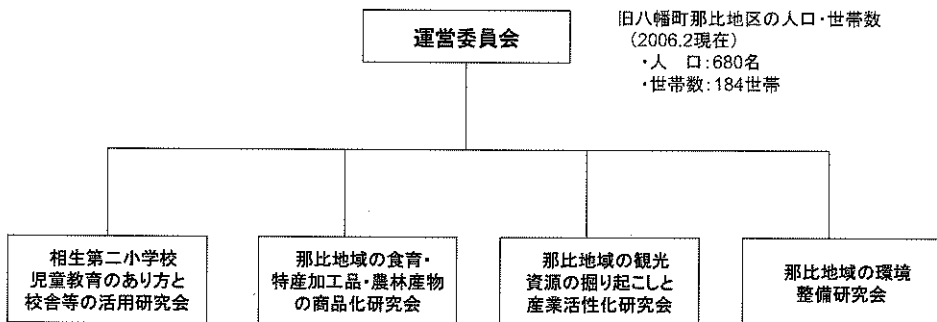 運営委員会
旧八幡町那比地区の人口・世帯数
(2006.2現在)
・人　口:680名
・世帯数:184世帯
相生第二小学校
児童教育のあり方と
校舎等の活用研究会
那比地域の食育・
特産加工品・農林産物
の商品化研究会
那比地域の観光
資源の掘り起こしと
産業活性化研究会
那比地域の環境
整備研究会